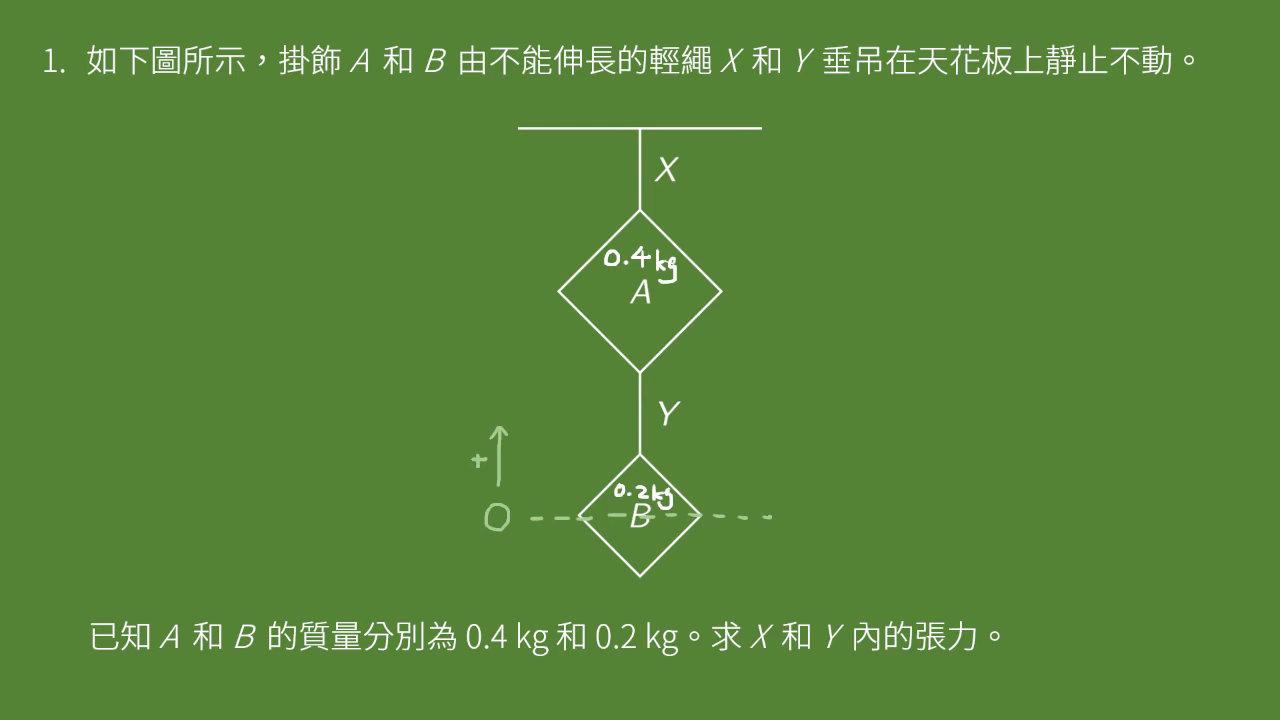 1. 如下圖所示，掛飾 A 和 B 由不能伸長的輕繩 X 和 Y 垂吊在天花板上靜止不動。
X
0.4kg
A
Y
+
0.2kg
O
B
已知 A 和 B 的質量分別為 0.4 kg 和 0.2 kg。求 X 和 Y 內的張力。